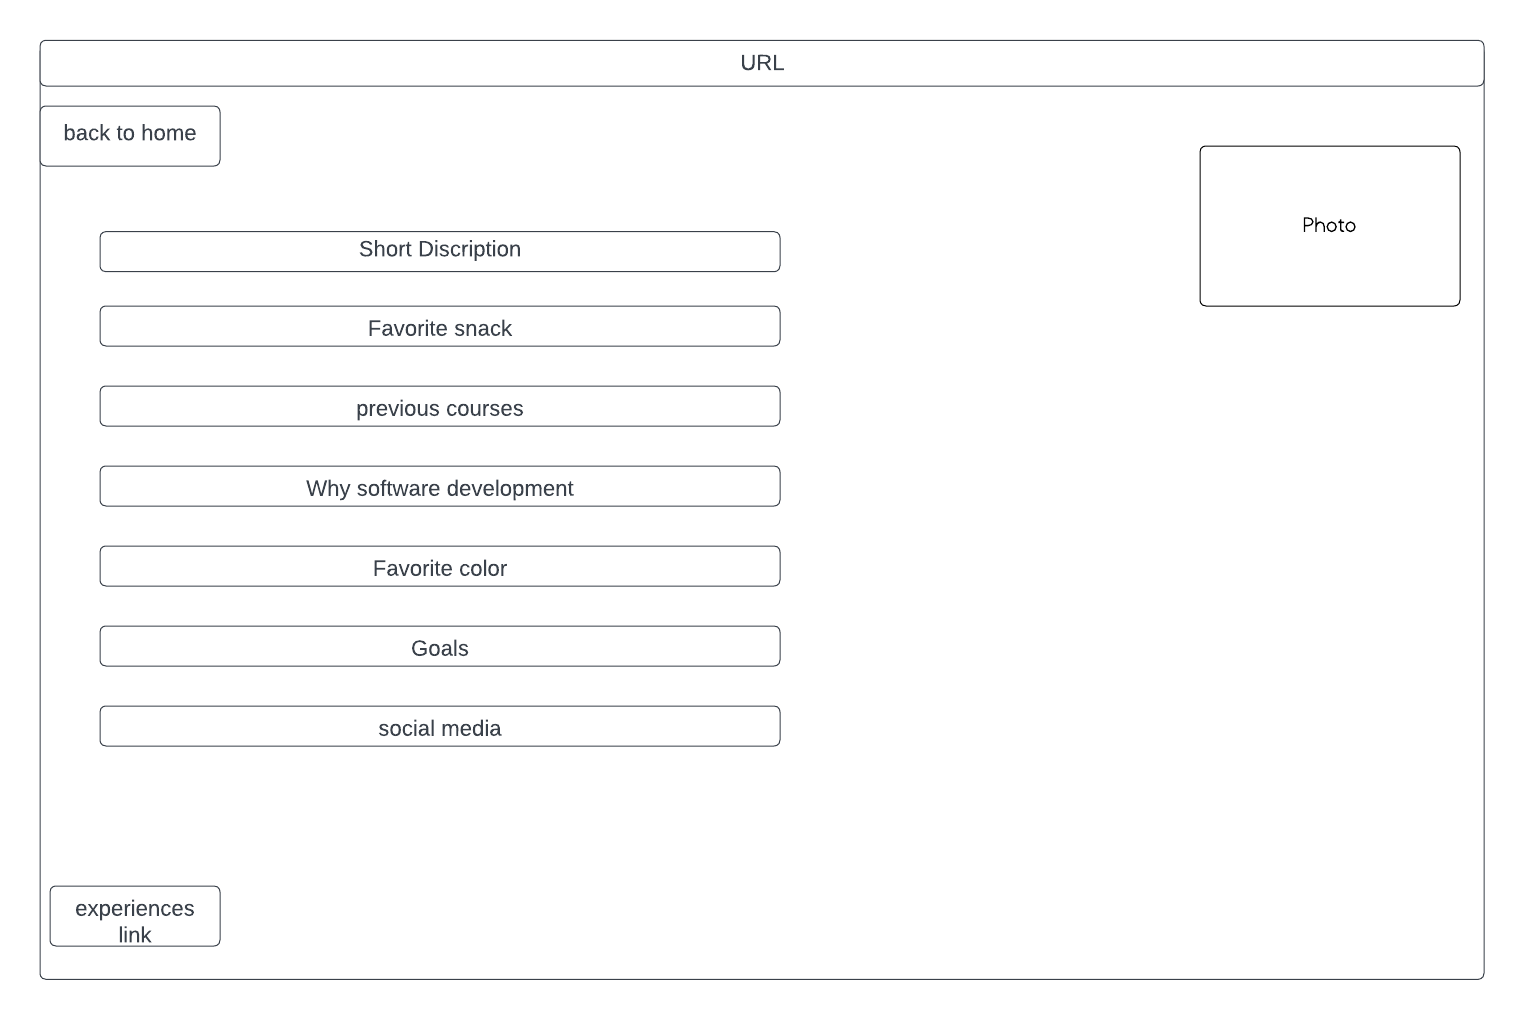 URL
back to home
Photo
Short Discription
Favorite snack
previous courses
Why software development
Favorite color
Goals
social media
experiences
link